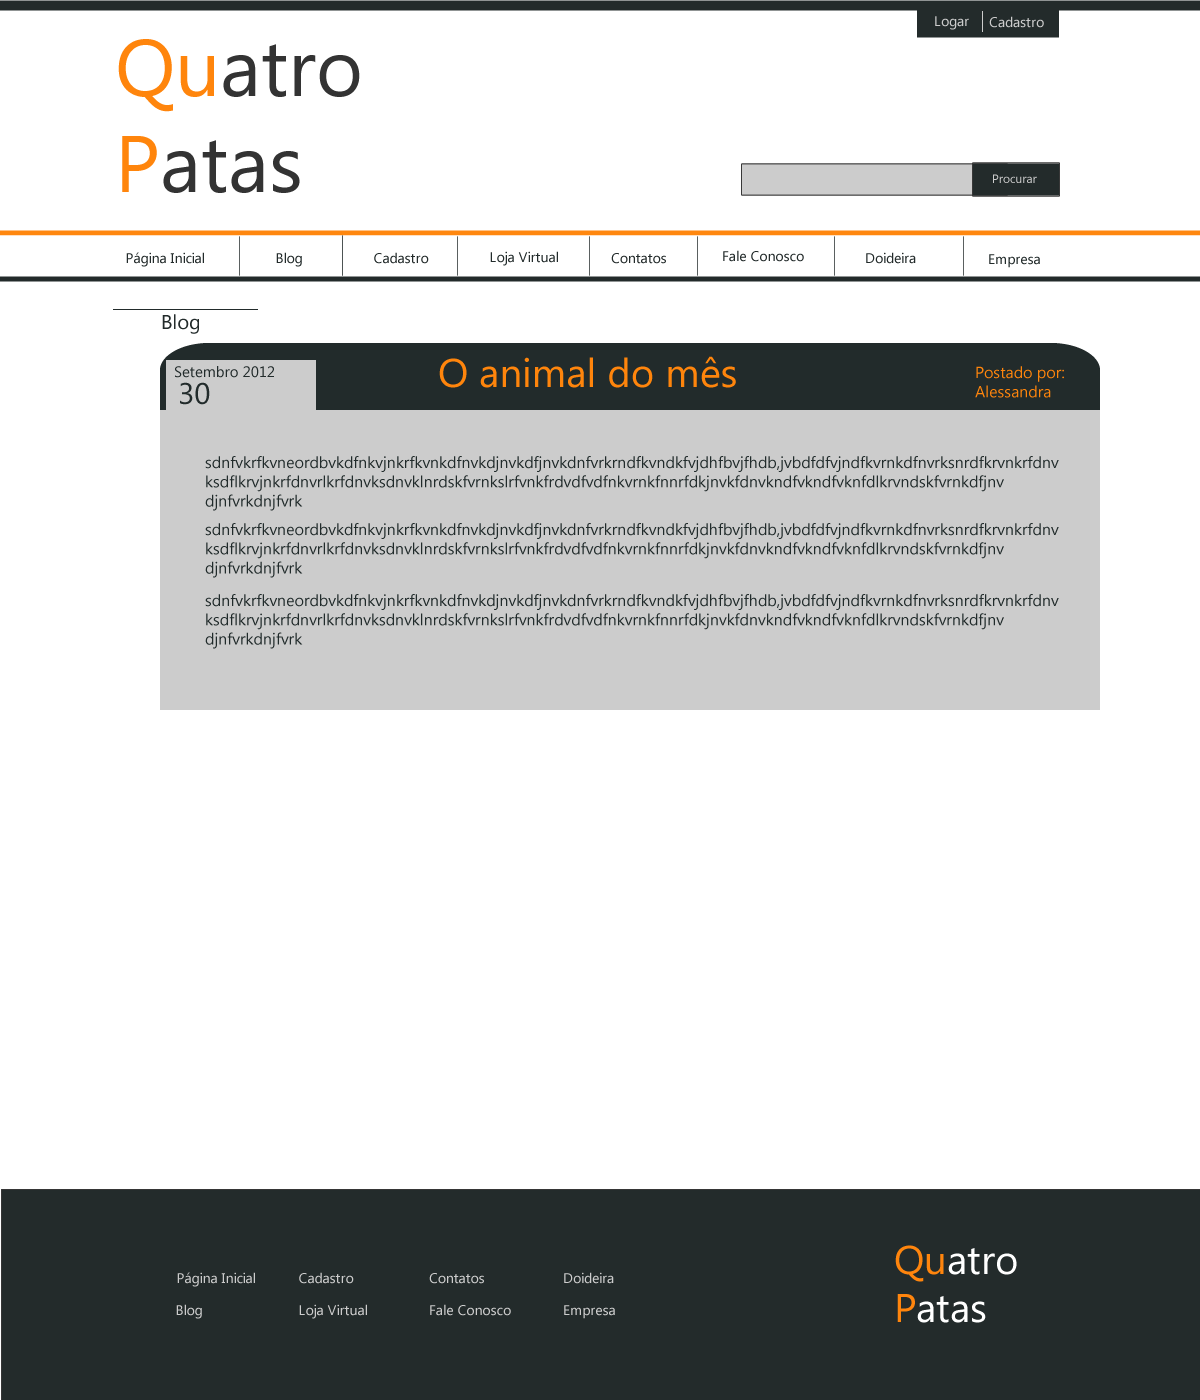 Logar Cadastro
Quatro
Patas
Procurar
Página Inicial Blog Cadastro Loja Virtual Contatos Fale Conosco Doideira Empresa
Blog
Setembro 2012
30
O animal do mês
Postado por:
Alessandra
sdnfvkrfkvneordbvkdfnkvjnkrfkvnkdfnvkdjnvkdfjnvkdnfvrkrndfkvndkfvjdhfbvjfhdb,jvbdfdfvjndfkvrnkdfnvrksnrdfkrvnkrfdnv
ksdflkrvjnkrfdnvrlkrfdnvksdnvklnrdskfvrnkslrfvnkfrdvdfvdfnkvrnkfnnrfdkjnvkfdnvkndfvkndfvknfdlkrvndskfvrnkdfjnv
djnfvrkdnjfvrk
sdnfvkrfkvneordbvkdfnkvjnkrfkvnkdfnvkdjnvkdfjnvkdnfvrkrndfkvndkfvjdhfbvjfhdb,jvbdfdfvjndfkvrnkdfnvrksnrdfkrvnkrfdnv
ksdflkrvjnkrfdnvrlkrfdnvksdnvklnrdskfvrnkslrfvnkfrdvdfvdfnkvrnkfnnrfdkjnvkfdnvkndfvkndfvknfdlkrvndskfvrnkdfjnv
djnfvrkdnjfvrk
sdnfvkrfkvneordbvkdfnkvjnkrfkvnkdfnvkdjnvkdfjnvkdnfvrkrndfkvndkfvjdhfbvjfhdb,jvbdfdfvjndfkvrnkdfnvrksnrdfkrvnkrfdnv
ksdflkrvjnkrfdnvrlkrfdnvksdnvklnrdskfvrnkslrfvnkfrdvdfvdfnkvrnkfnnrfdkjnvkfdnvkndfvkndfvknfdlkrvndskfvrnkdfjnv
djnfvrkdnjfvrk
Página Inicial Cadastro Contatos Doideira
Blog Loja Virtual Fale Conosco Empresa
Quatro
Patas